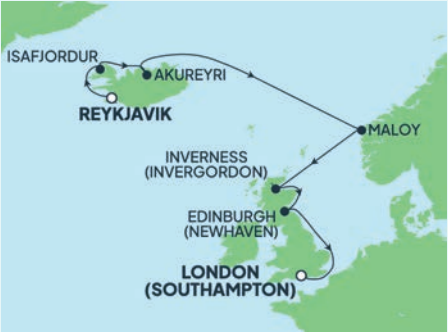 ISAFJORDUR
AKUREYRI
REYKJAVIK
MALOY
INVERNESS
(INVERGORDON)
EDINBURGH
(NEWHAVEN)
LONDON
(SOUTHAMPTON)